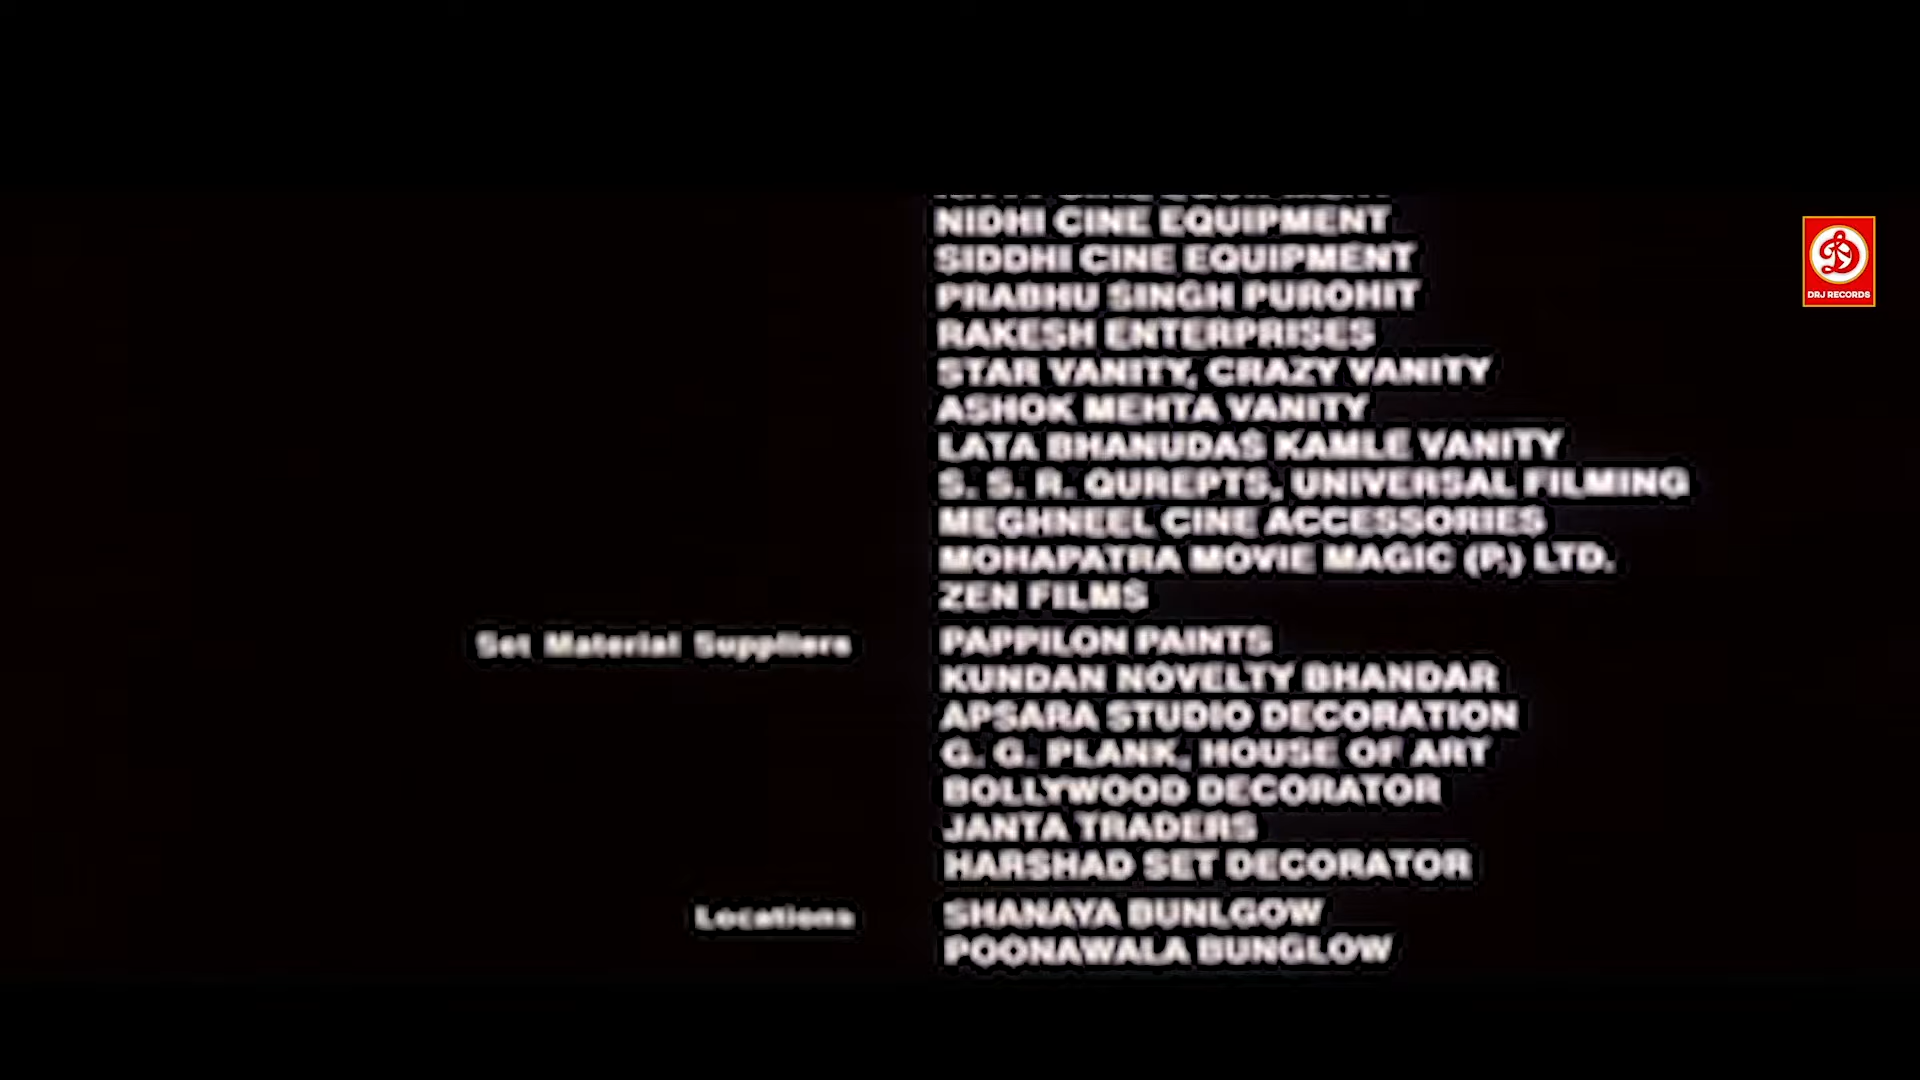 NIDHI CINE EQUIPMENT
SIDDHI CINE EQUIPMENT
PRABHU SINGH PUROHIT
RAKESH ENTERPRISES
STAR VANITY, CRAZY VANITY
ASHOK MEHTA VANITY
LATA BHANUDAS KAMLE VANITY
S. S. R. QUREPTS, UNIVERSAL FILMING
MEGHNEEL CINE ACCESSORIES
MOHAPATRA MOVIE MAGIC (P.) LTD.
ZEN FILMS
Set Material Suppliers PAPPILON PAINTS
KUNDAN NOVELTY BHANDAR
APSARA STUDIO DECORATION
G. G. PLANK, HOUSE OF ART
BOLLYWOOD DECORATOR
JANTA TRADERS
HARSHAD SET DECORATOR
Locations SHANAYA BUNLGOW
POONAWALA BUNGLOW
DRJ RECORDS